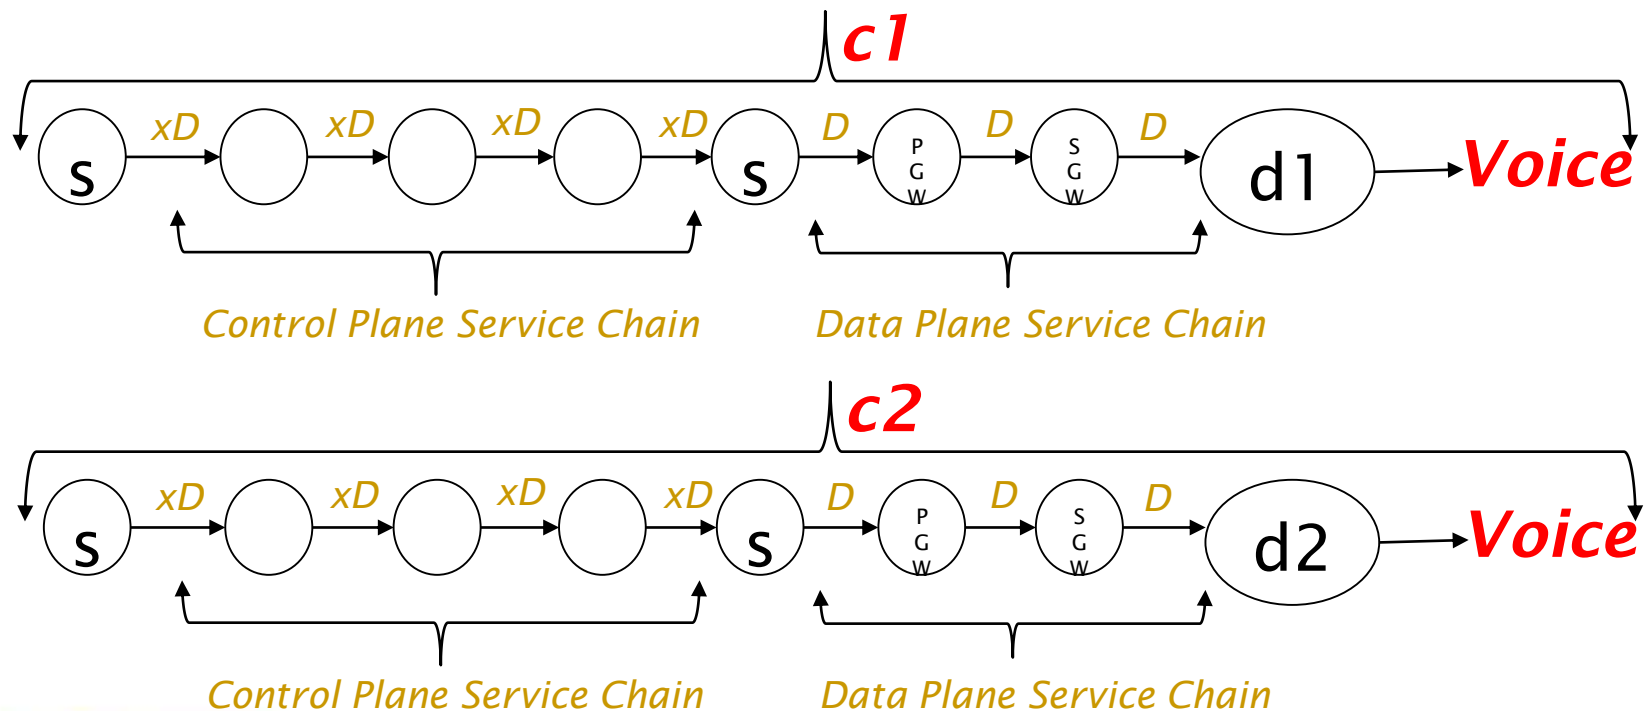 c1
xD xD xD xD D D D
s s P G W S G W d1 Voice
Control Plane Service Chain Data Plane Service Chain
c2
xD xD xD xD D D D
s s P G W S G W d2 Voice
Control Plane Service Chain Data Plane Service Chain